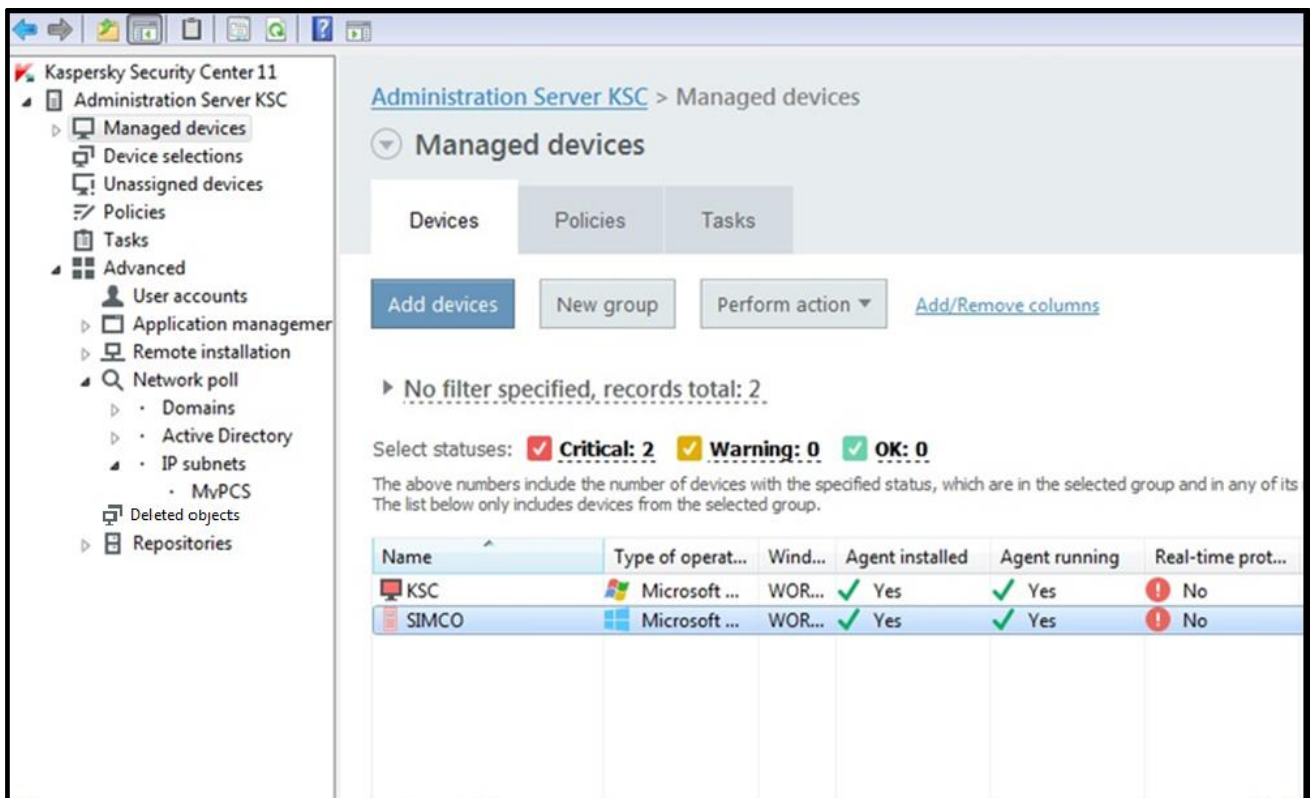 Kaspersky Security Center 11
Administration Server KSC
Managed devices
Device selections
Unassigned devices
Policies
Tasks
Advanced
User accounts
Application managemer
Remote installation
Network poll
Domains
Active Directory
IP subnets
MyPCS
Deleted objects
Repositories
Administration Server KSC > Managed devices
Managed devices
Devices Policies Tasks
Add devices New group Perform action Add/Remove columns
No filter specified, records total: 2
Select statuses: Critical: 2 Warning: 0 OK: 0
The above numbers include the number of devices with the specified status, which are in the selected group and in any of its
The list below only includes devices from the selected group.
Name Type of operat... Wind... Agent installed Agent running Real-time prot...
KSC Microsoft ... WOR... Yes Yes No
SIMCO Microsoft ... WOR... Yes Yes No